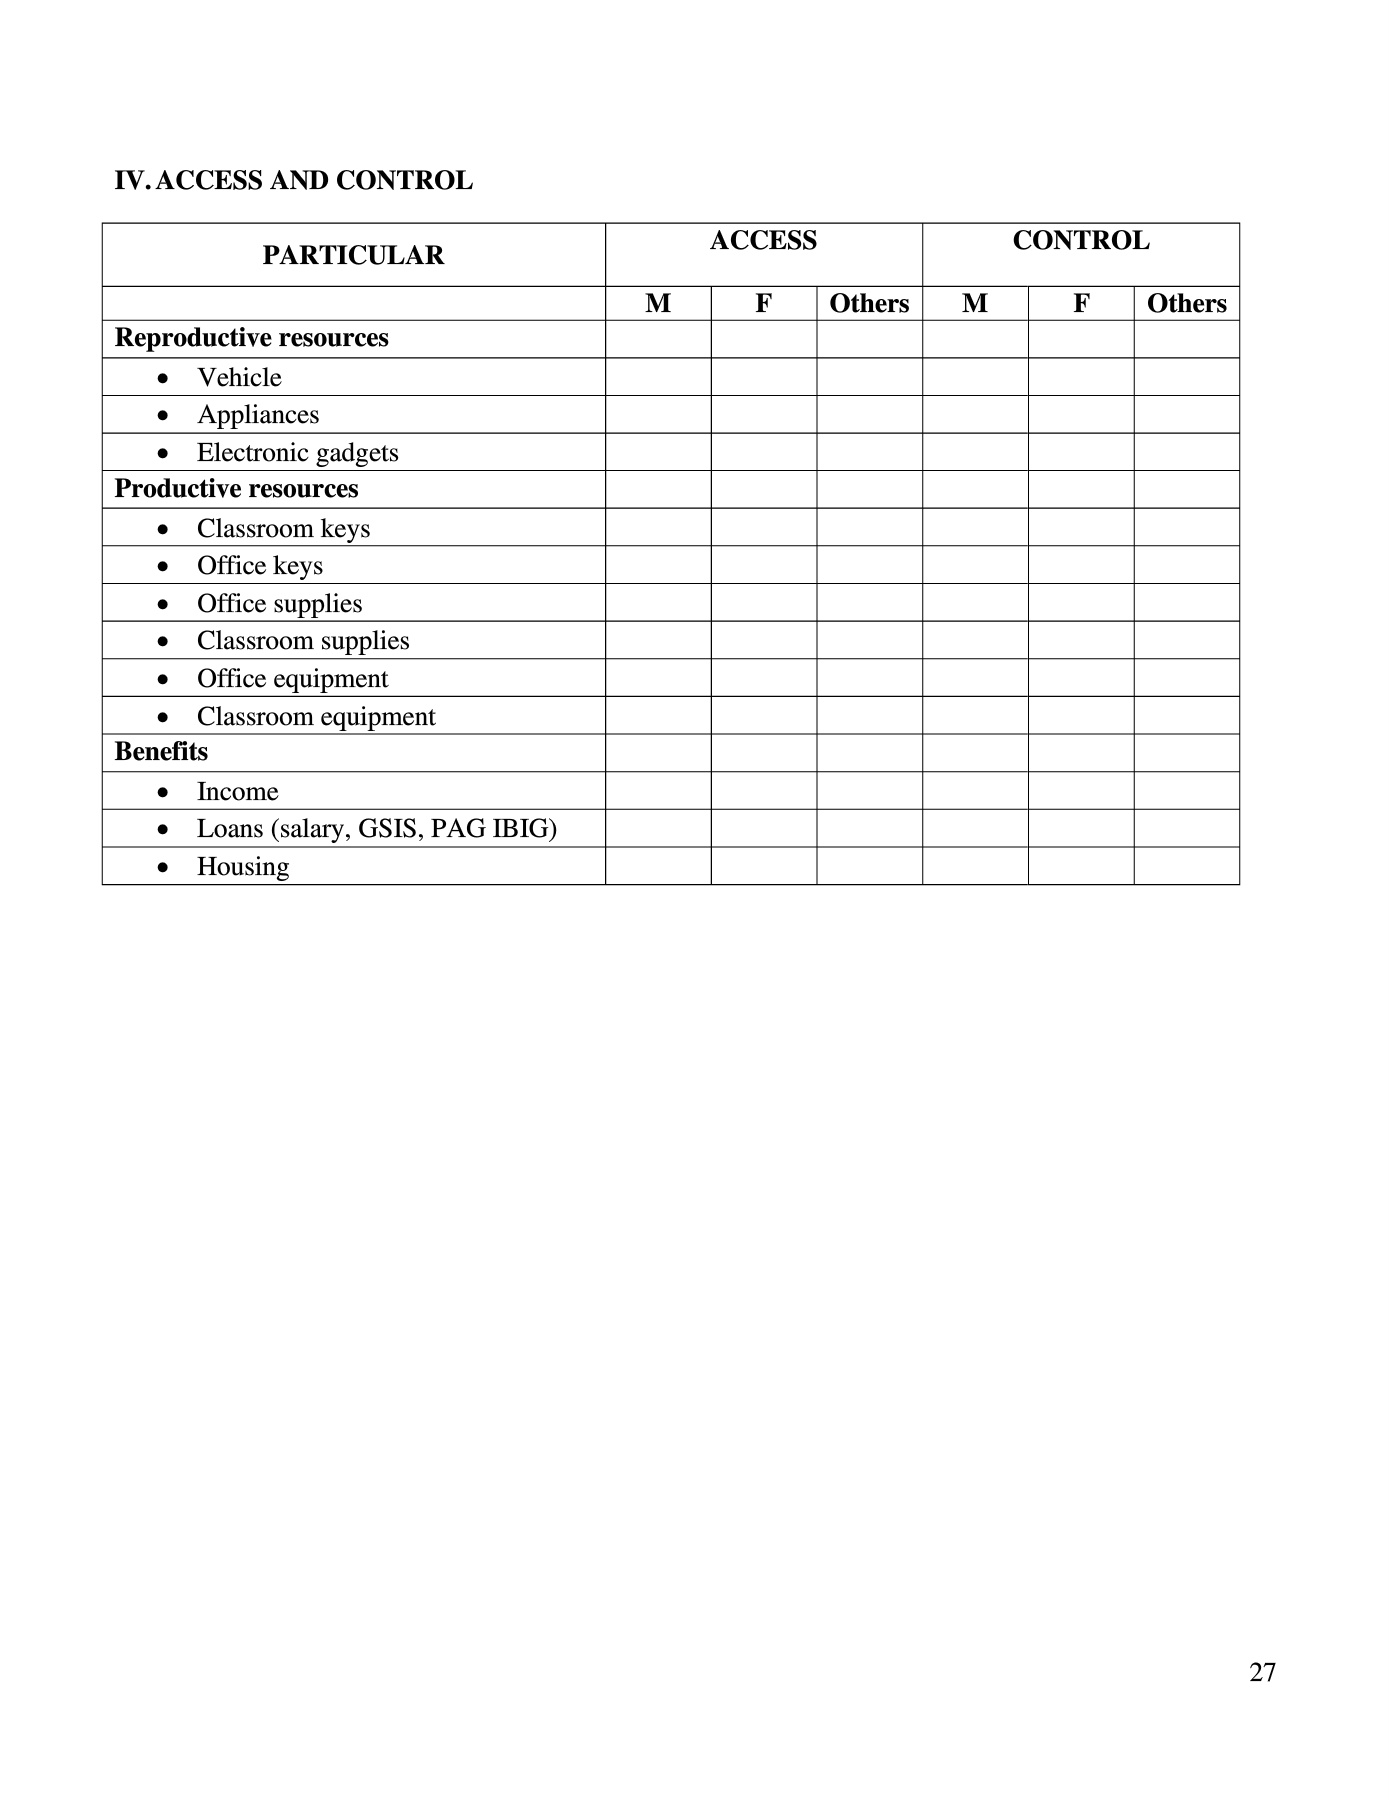 IV. ACCESS AND CONTROL
PARTICULAR ACCESS CONTROL
M F Others M F Others
Reproductive resources
• Vehicle
• Appliances
• Electronic gadgets
Productive resources
• Classroom keys
• Office keys
• Office supplies
• Classroom supplies
• Office equipment
• Classroom equipment
Benefits
• Income
• Loans (salary, GSIS, PAG IBIG)
• Housing
27